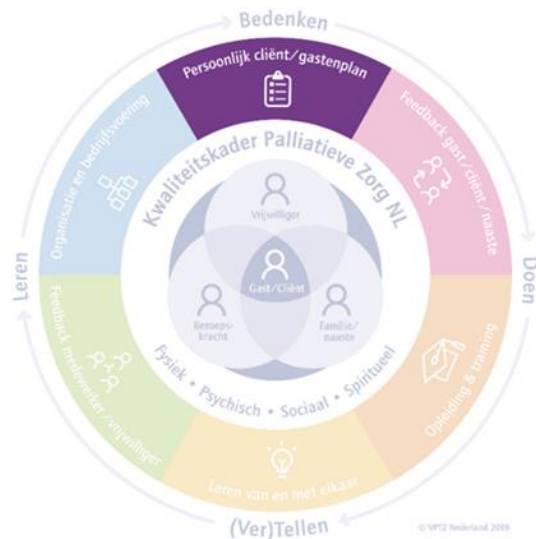 Bedenken
Persoonlijk cliënt/gastenplan
Feedback gast/cliënt/naaste
Doen
Opleiding & training
Leren van en met elkaar
(Ver)Tellen
Feedback medewerker/vrijwilliger
Leren
Organisatie en bedrijfsvoering
Kwaliteitskader Palliatieve Zorg NL
Vrijwilliger
Gast/Cliënt
Beroeps-
kracht
Familie/
naaste
Fysiek • Psychisch • Sociaal • Spiritueel
© VPTZ Nederland 2019